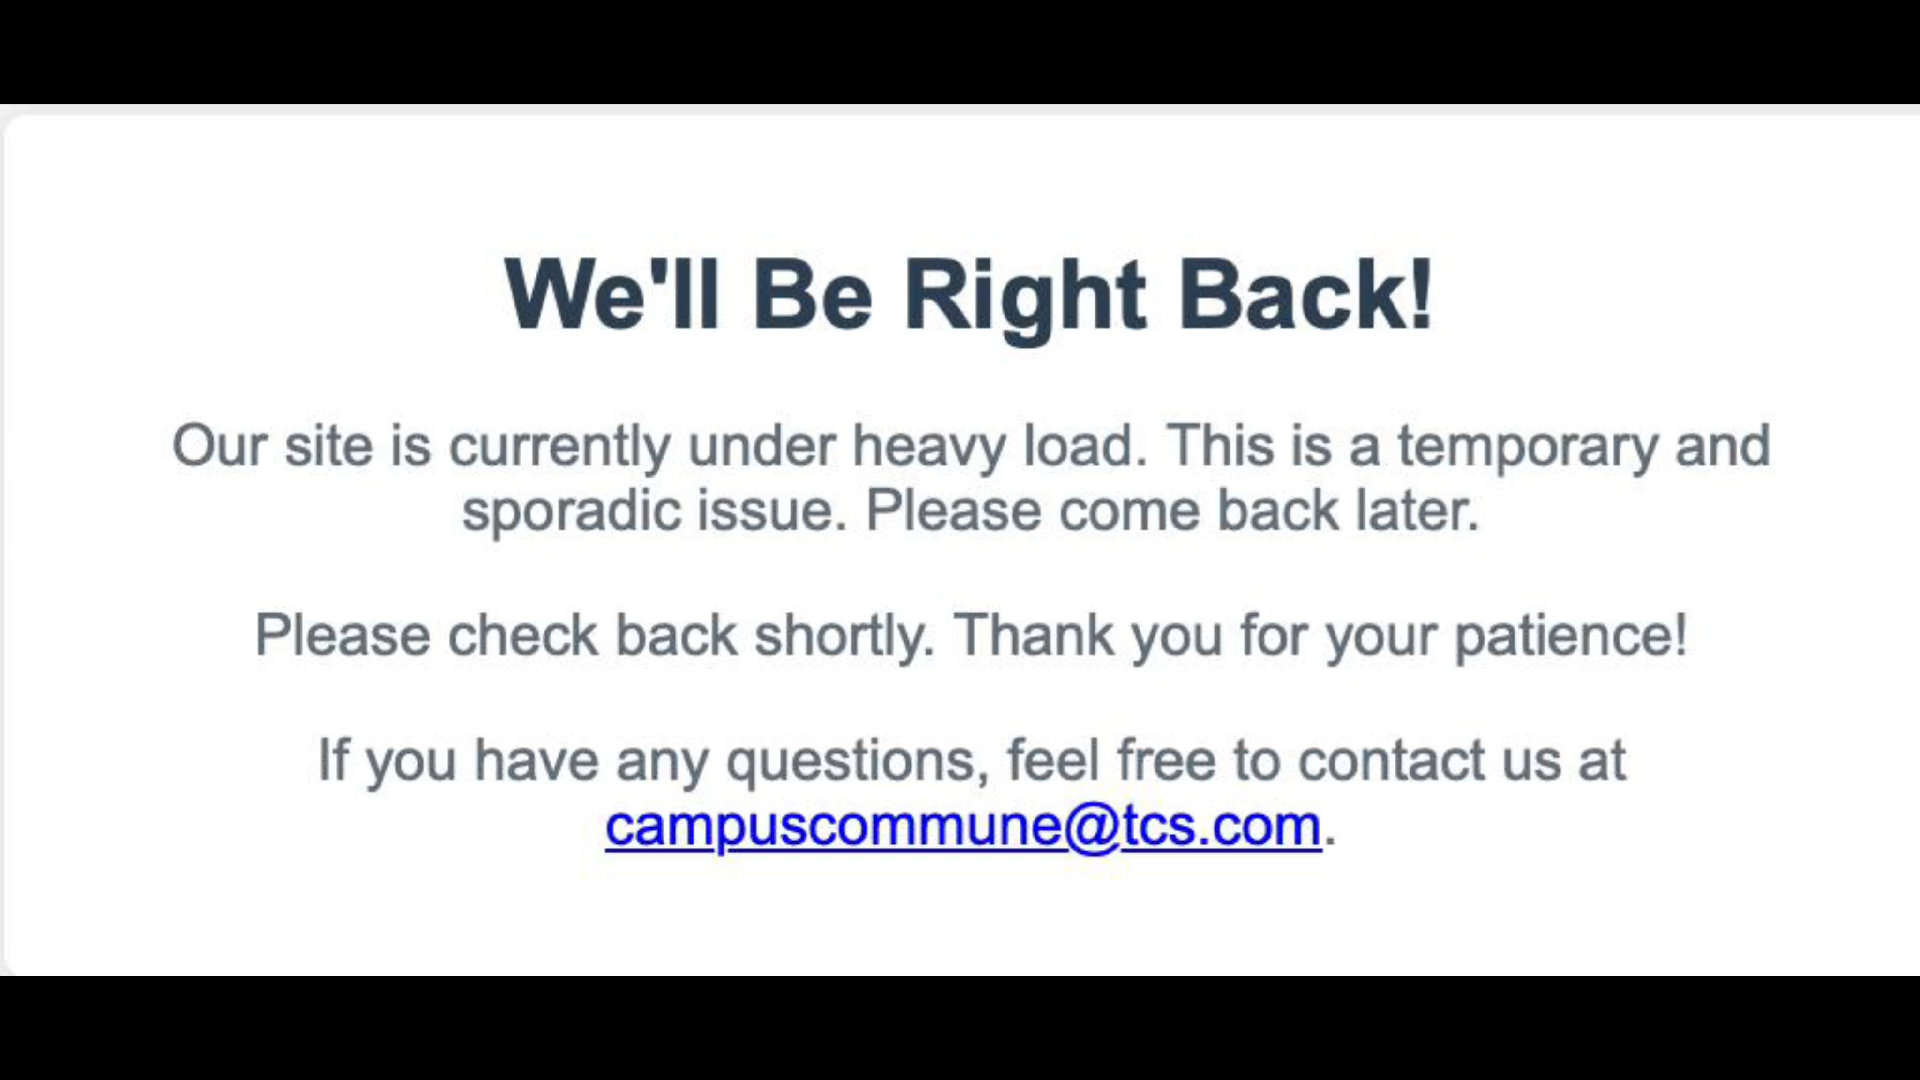 We'll Be Right Back!
Our site is currently under heavy load. This is a temporary and
sporadic issue. Please come back later.
Please check back shortly. Thank you for your patience!
If you have any questions, feel free to contact us at
campuscommune@tcs.com.